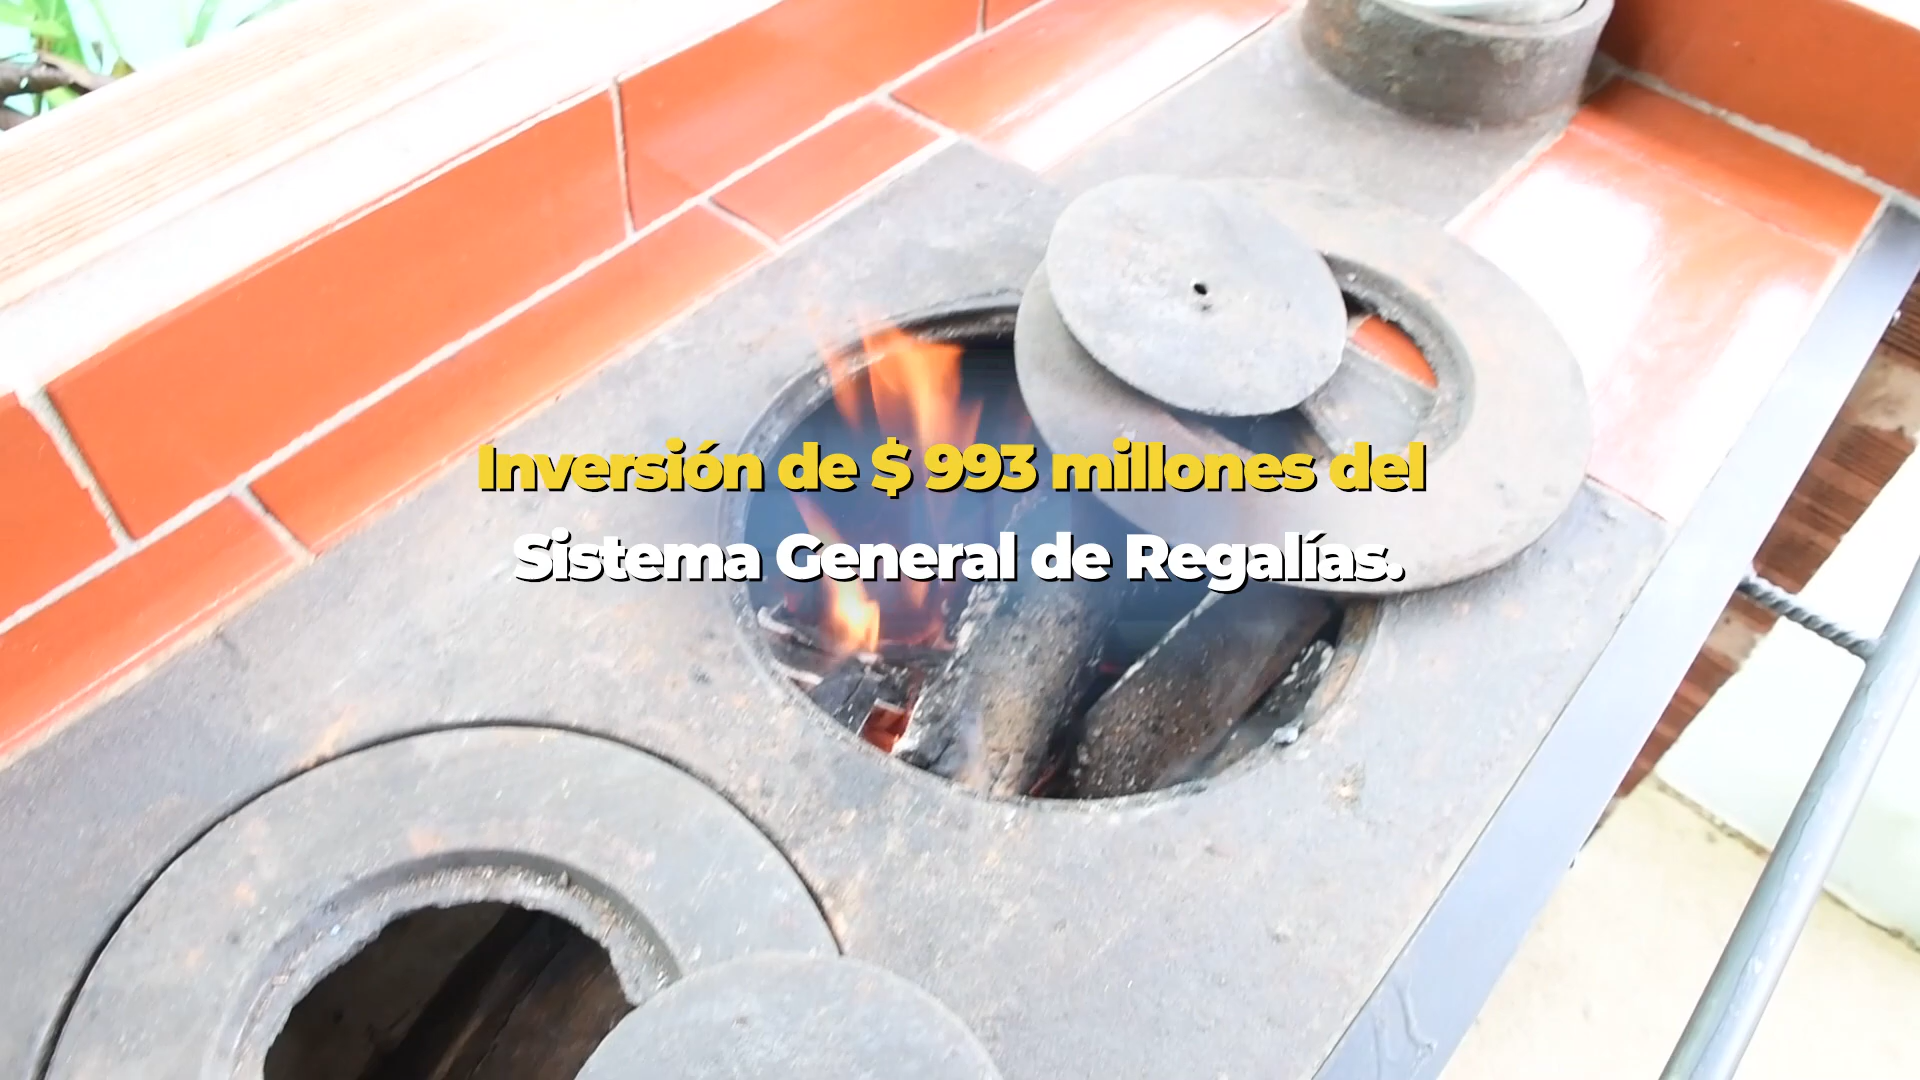 Inversión de $ 993 millones del
Sistema General de Regalías.